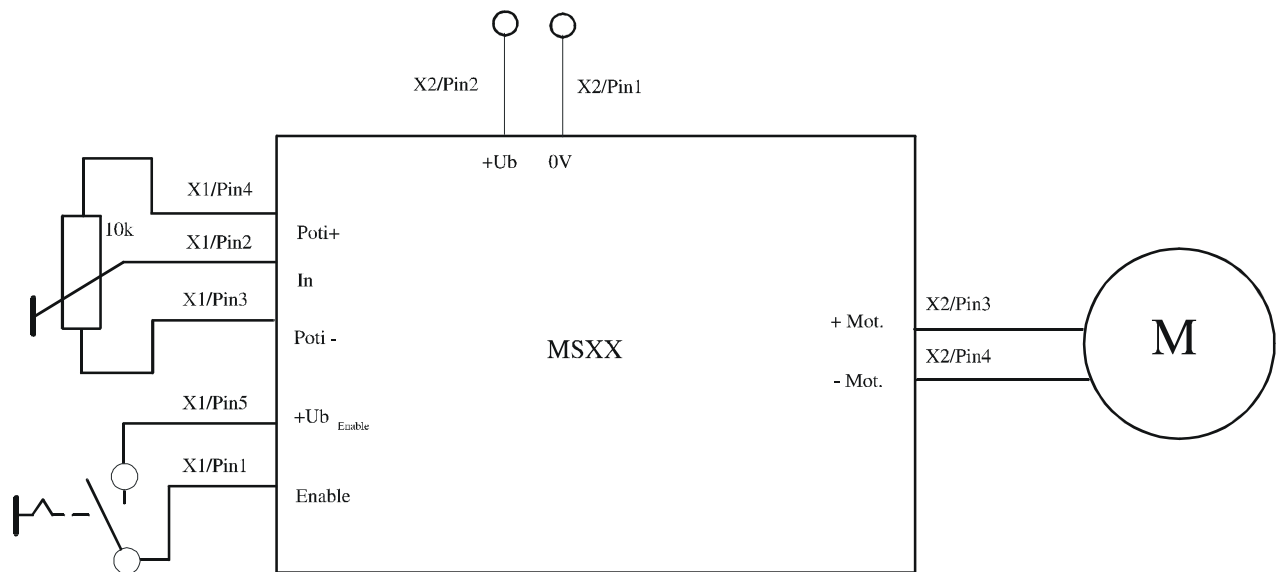 X2/Pin2
X2/Pin1
+Ub
0V
X1/Pin4
10k
Poti+
X1/Pin2
In
X1/Pin3
Poti -
MSXX
+ Mot.
X2/Pin3
M
- Mot.
X2/Pin4
X1/Pin5
+Ub Enable
X1/Pin1
Enable